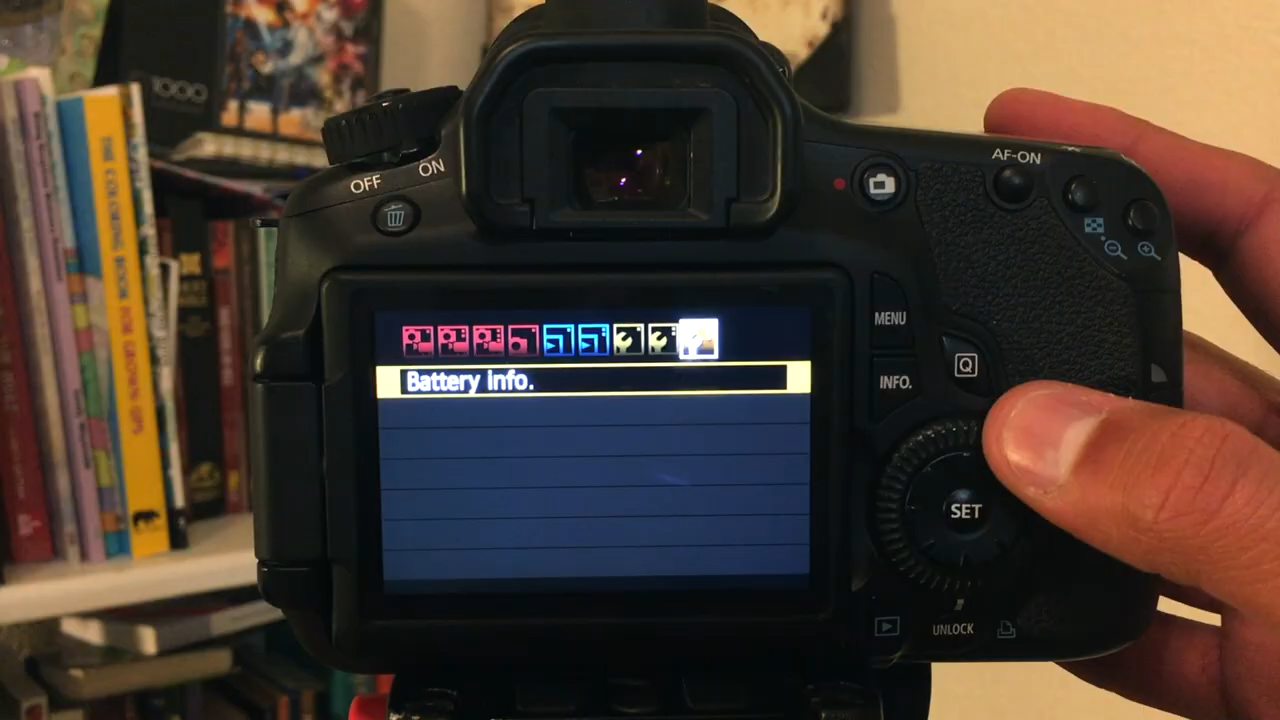 1000
THE COLORING BOOK FOR GROWN-UPS
OFF
ON
AF-ON
MENU
INFO.
Q
SET
UNLOCK
Battery info.